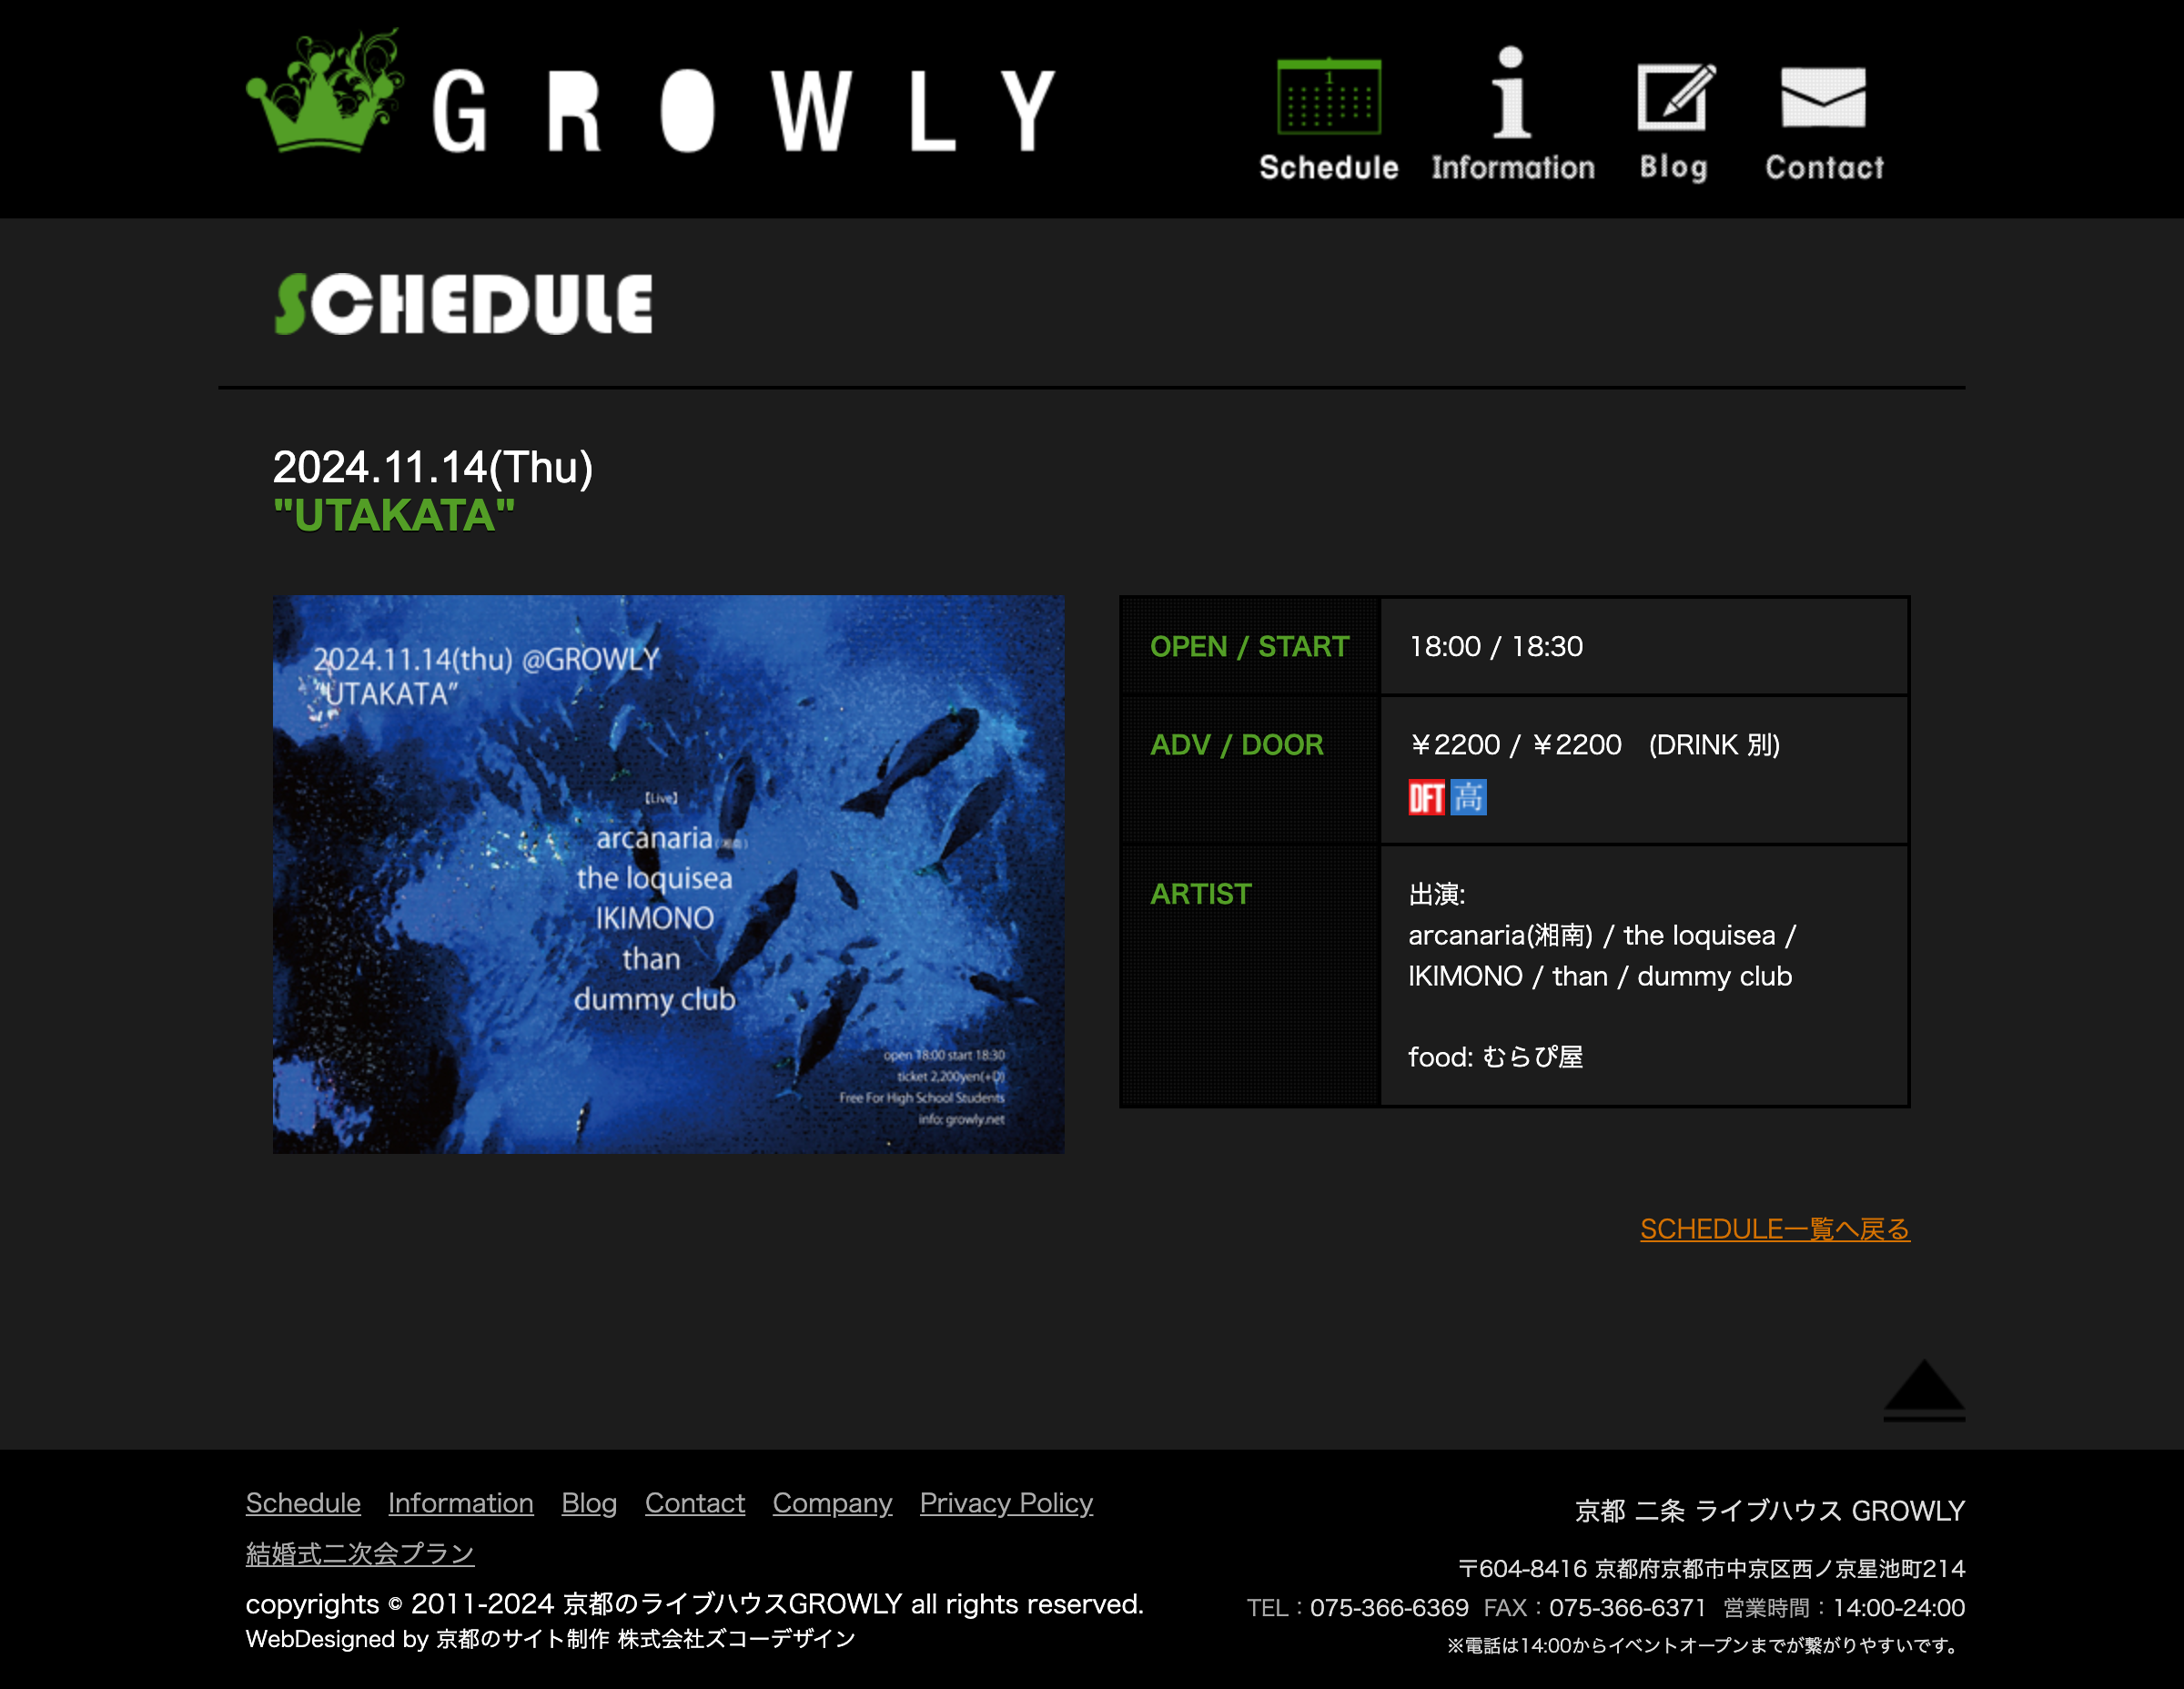 GROWLY
1
Schedule
Information
Blog
Contact
SCHEDULE
2024.11.14(Thu)
"UTAKATA"
2024.11.14(thu) @GROWLY
“UTAKATA”
【Live】
arcanaria(湘南)
the loquisea
IKIMONO
than
dummy club
open 18:00 start 18:30
ticket 2,200yen(+D)
Free For High School Students
info: growly.net
OPEN / START
18:00 / 18:30
ADV / DOOR
￥2200 / ￥2200　(DRINK 別)
DFT 高
ARTIST
出演:
arcanaria(湘南) / the loquisea /
IKIMONO / than / dummy club
food: むらぴ屋
SCHEDULE一覧へ戻る
Schedule Information Blog Contact Company Privacy Policy
結婚式二次会プラン
copyrights © 2011-2024 京都のライブハウスGROWLY all rights reserved.
WebDesigned by 京都のサイト制作 株式会社ズコーデザイン
京都 二条 ライブハウス GROWLY
〒604-8416 京都府京都市中京区西ノ京星池町214
TEL：075-366-6369 FAX：075-366-6371 営業時間：14:00-24:00
※電話は14:00からイベントオープンまでが繋がりやすいです。